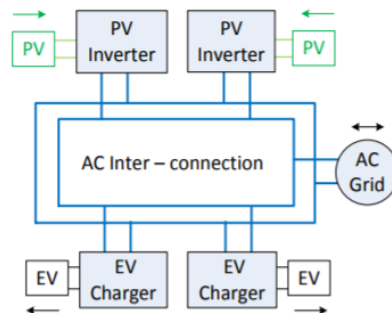 PV
PV
Inverter
PV
Inverter
PV
AC Inter – connection
AC
Grid
EV
EV
Charger
EV
Charger
EV